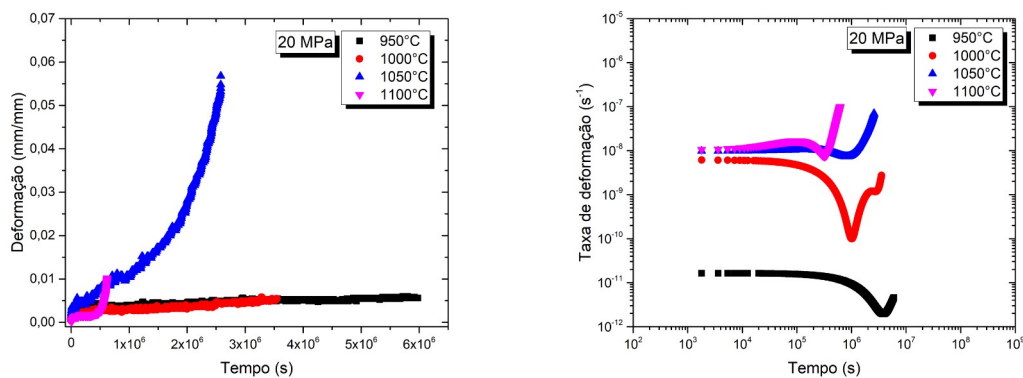 0,07
0,06
0,05
0,04
0,03
0,02
0,01
0,00
Deformação (mm/mm)
20 MPa
950°C
1000°C
1050°C
1100°C
0 1x10⁶ 2x10⁶ 3x10⁶ 4x10⁶ 5x10⁶ 6x10⁶
Tempo (s)
10⁻⁵
10⁻⁶
10⁻⁷
10⁻⁸
10⁻⁹
10⁻¹⁰
10⁻¹¹
10⁻¹²
Taxa de deformação (s⁻¹)
20 MPa
950°C
1000°C
1050°C
1100°C
10² 10³ 10⁴ 10⁵ 10⁶ 10⁷ 10⁸ 10⁹
Tempo (s)